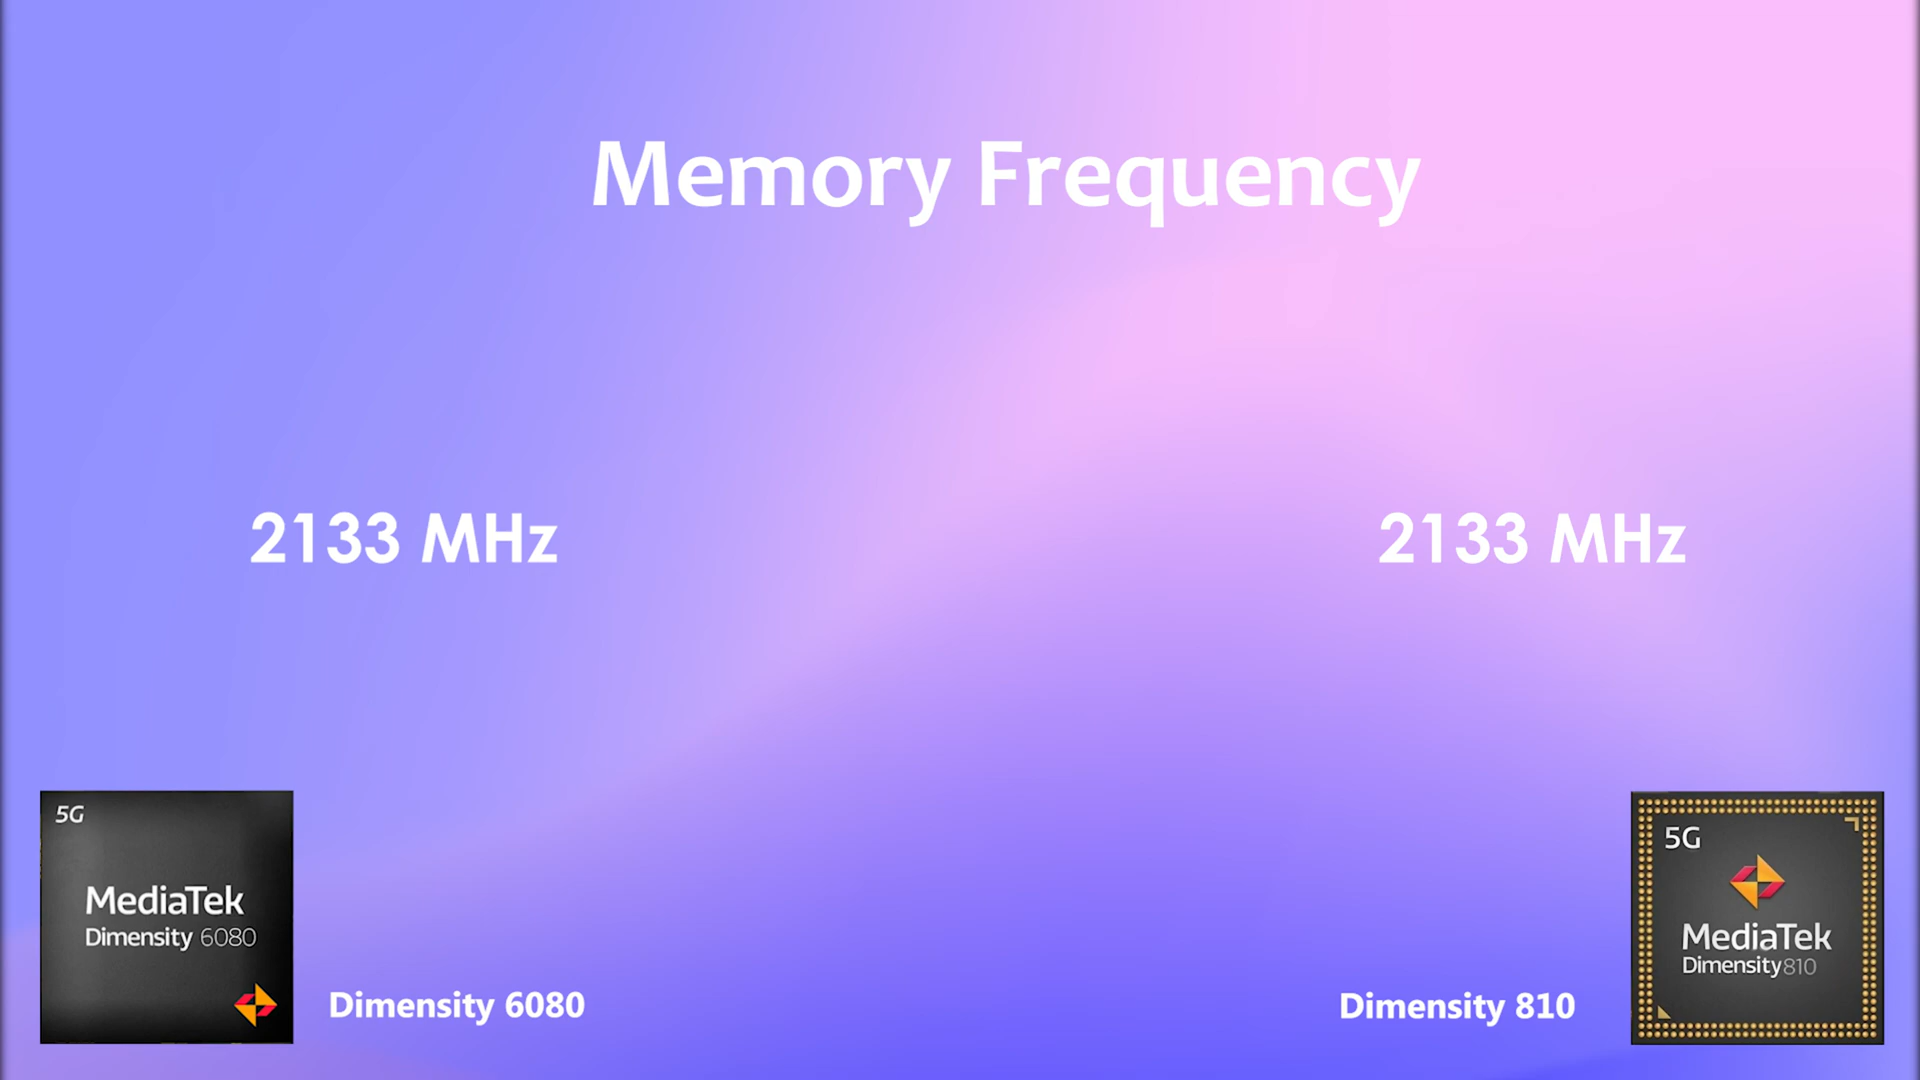 Memory Frequency
2133 MHz
2133 MHz
5G
MediaTek
Dimensity 6080
Dimensity 6080
Dimensity 810
5G
MediaTek
Dimensity 810